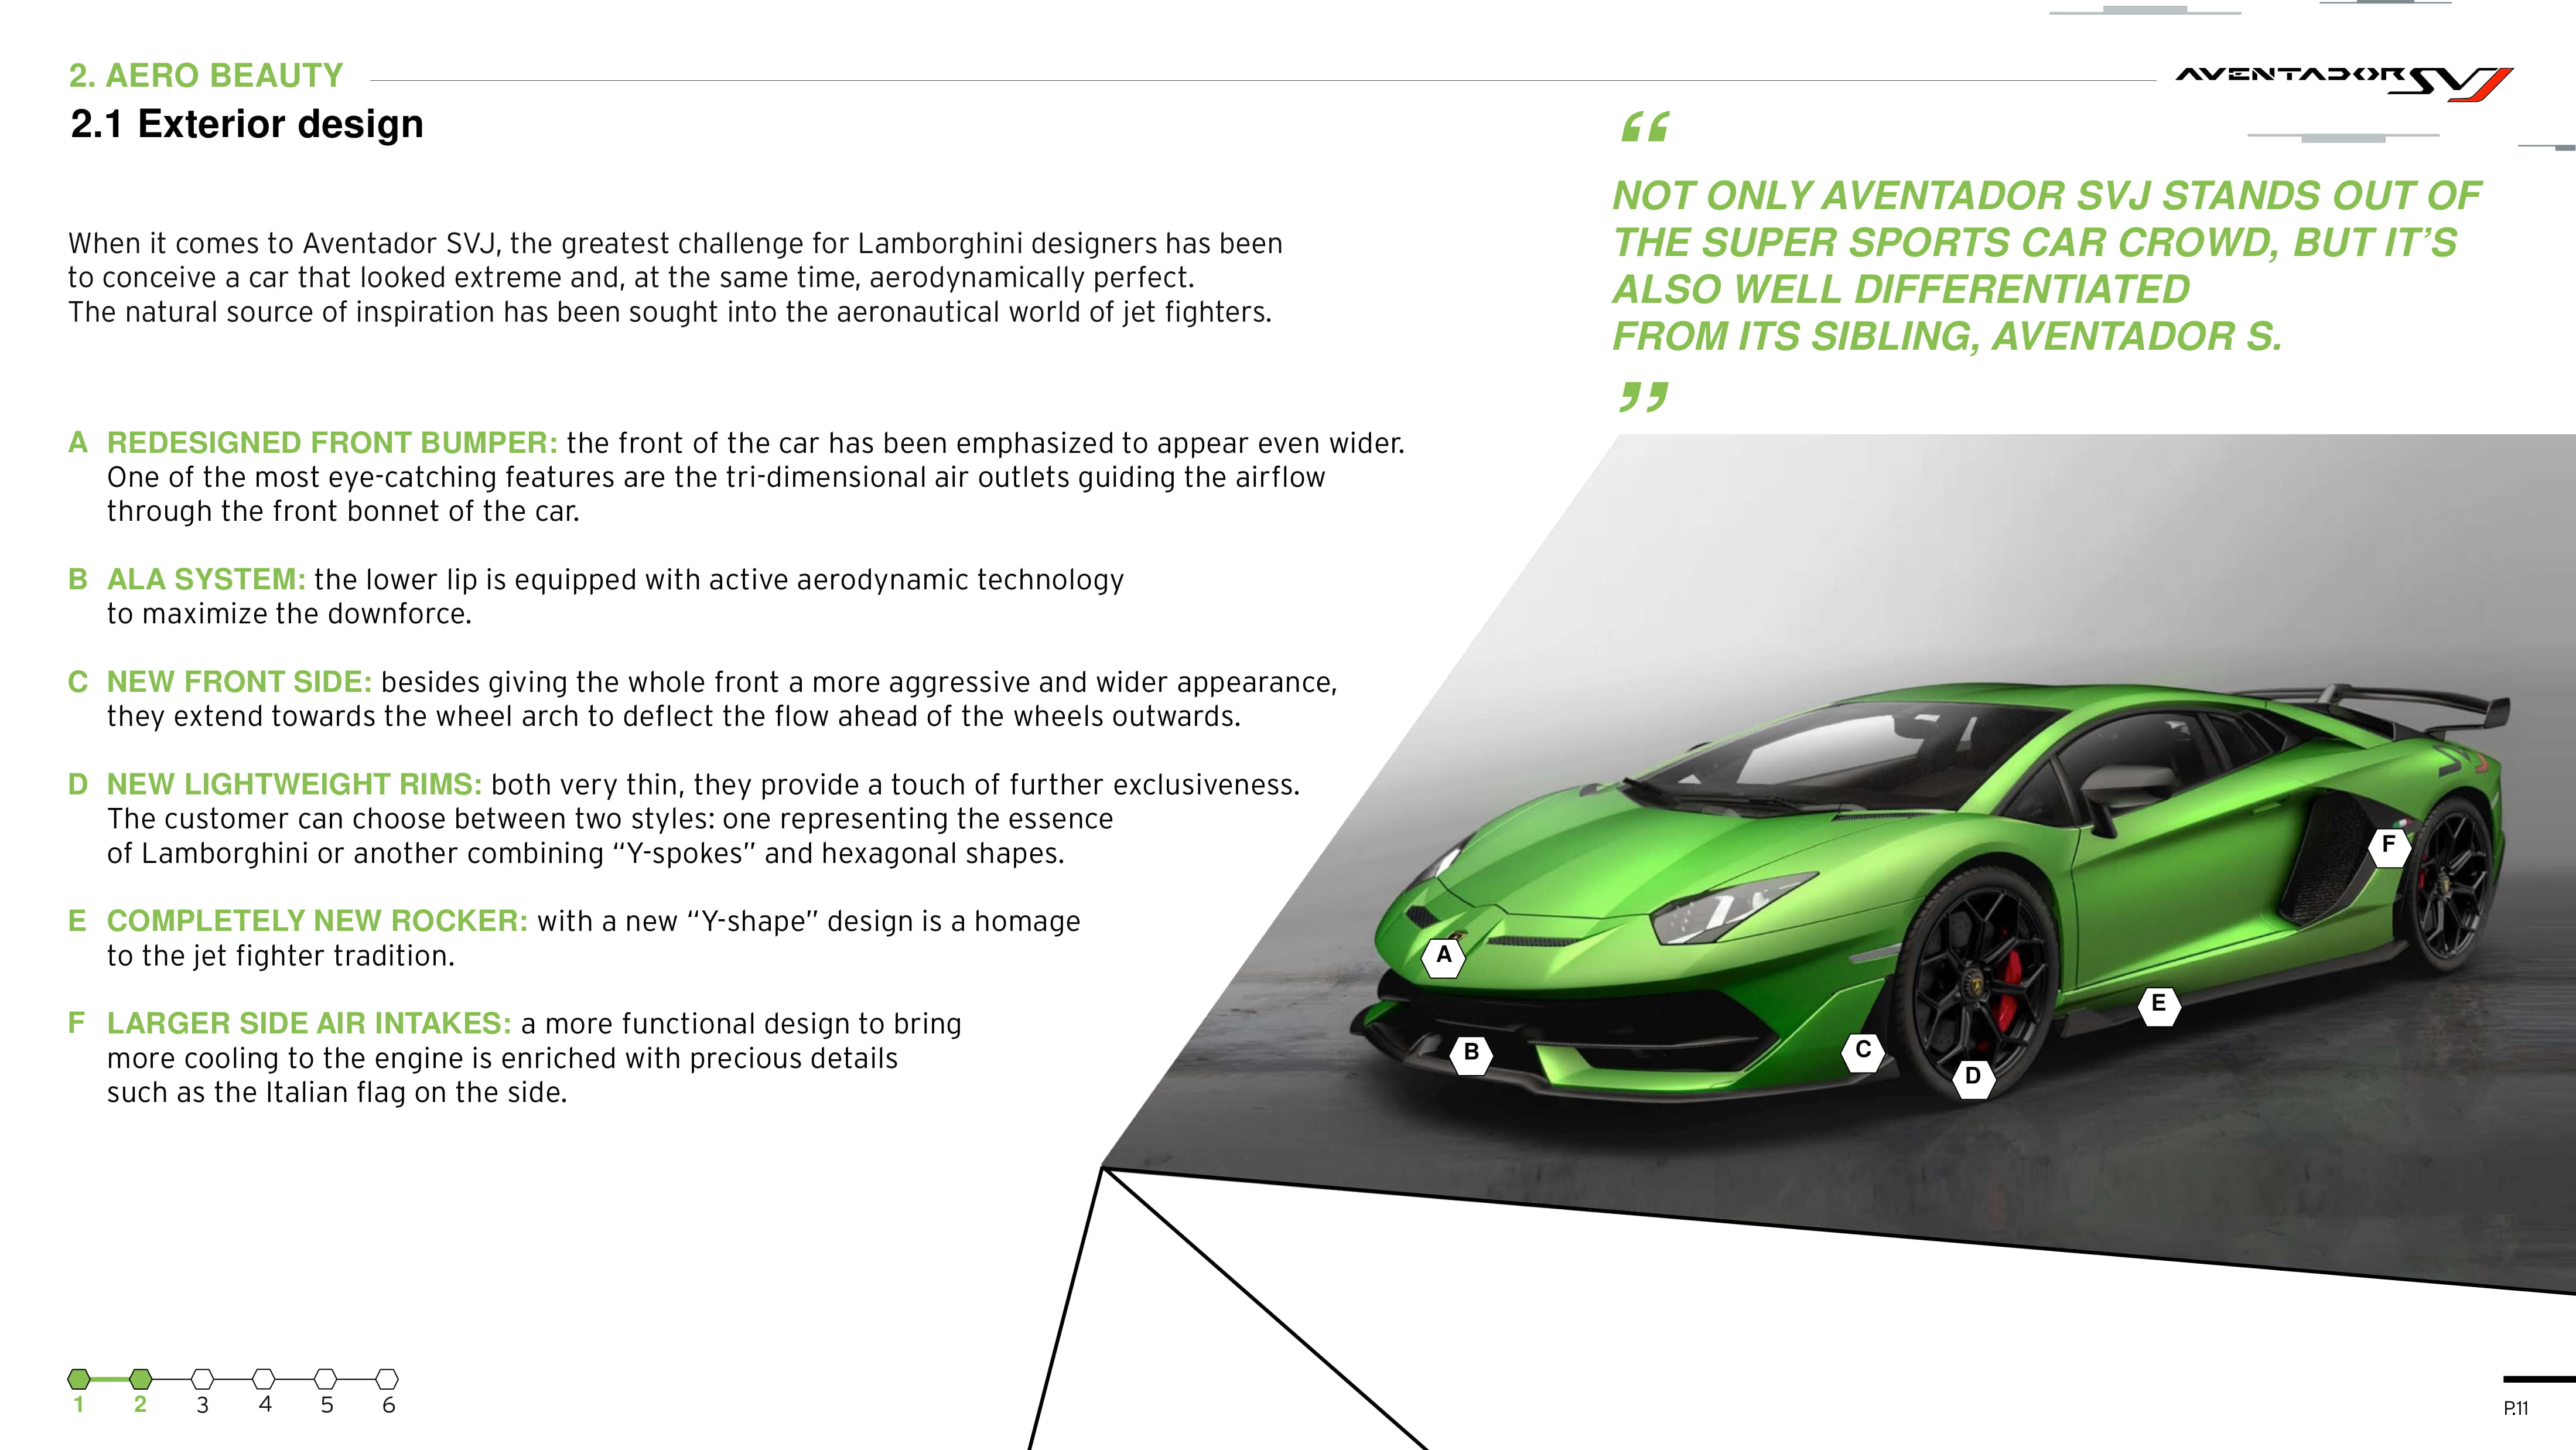 2. AERO BEAUTY
AVENTADOR SVJ
2.1 Exterior design
“
NOT ONLY AVENTADOR SVJ STANDS OUT OF
THE SUPER SPORTS CAR CROWD, BUT IT’S
ALSO WELL DIFFERENTIATED
FROM ITS SIBLING, AVENTADOR S.
”
When it comes to Aventador SVJ, the greatest challenge for Lamborghini designers has been
to conceive a car that looked extreme and, at the same time, aerodynamically perfect.
The natural source of inspiration has been sought into the aeronautical world of jet fighters.
A REDESIGNED FRONT BUMPER: the front of the car has been emphasized to appear even wider.
One of the most eye-catching features are the tri-dimensional air outlets guiding the airflow
through the front bonnet of the car.
B ALA SYSTEM: the lower lip is equipped with active aerodynamic technology
to maximize the downforce.
C NEW FRONT SIDE: besides giving the whole front a more aggressive and wider appearance,
they extend towards the wheel arch to deflect the flow ahead of the wheels outwards.
D NEW LIGHTWEIGHT RIMS: both very thin, they provide a touch of further exclusiveness.
The customer can choose between two styles: one representing the essence
of Lamborghini or another combining “Y-spokes” and hexagonal shapes.
E COMPLETELY NEW ROCKER: with a new “Y-shape” design is a homage
to the jet fighter tradition.
F LARGER SIDE AIR INTAKES: a more functional design to bring
more cooling to the engine is enriched with precious details
such as the Italian flag on the side.
SVJ
F
A
E
B
C
D
1 2 3 4 5 6
P.11